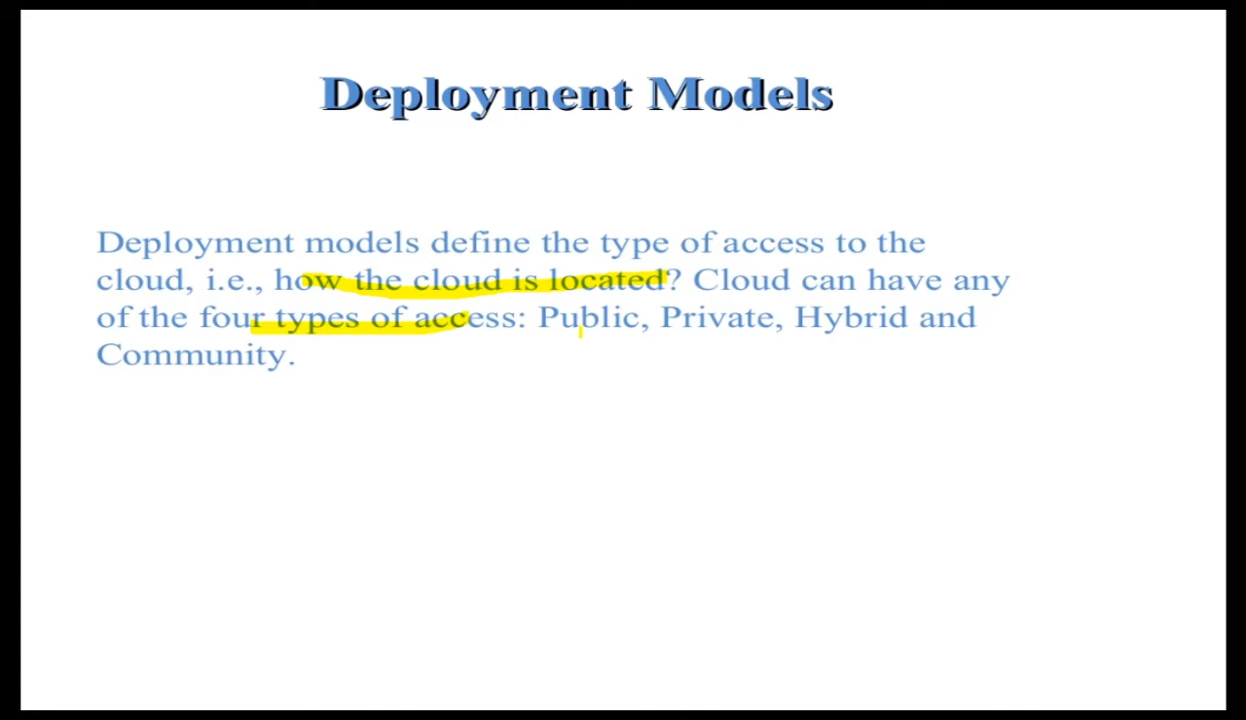 Deployment Models
Deployment models define the type of access to the
cloud, i.e., how the cloud is located? Cloud can have any
of the four types of access: Public, Private, Hybrid and
Community.